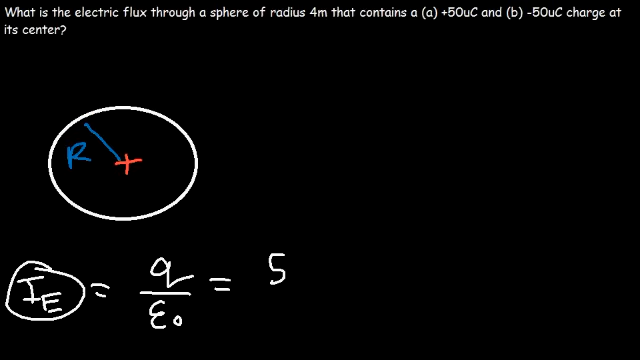 What is the electric flux through a sphere of radius 4m that contains a (a) +50uC and (b) -50uC charge at
its center?
R
+
I_E = q/ε₀ = 5